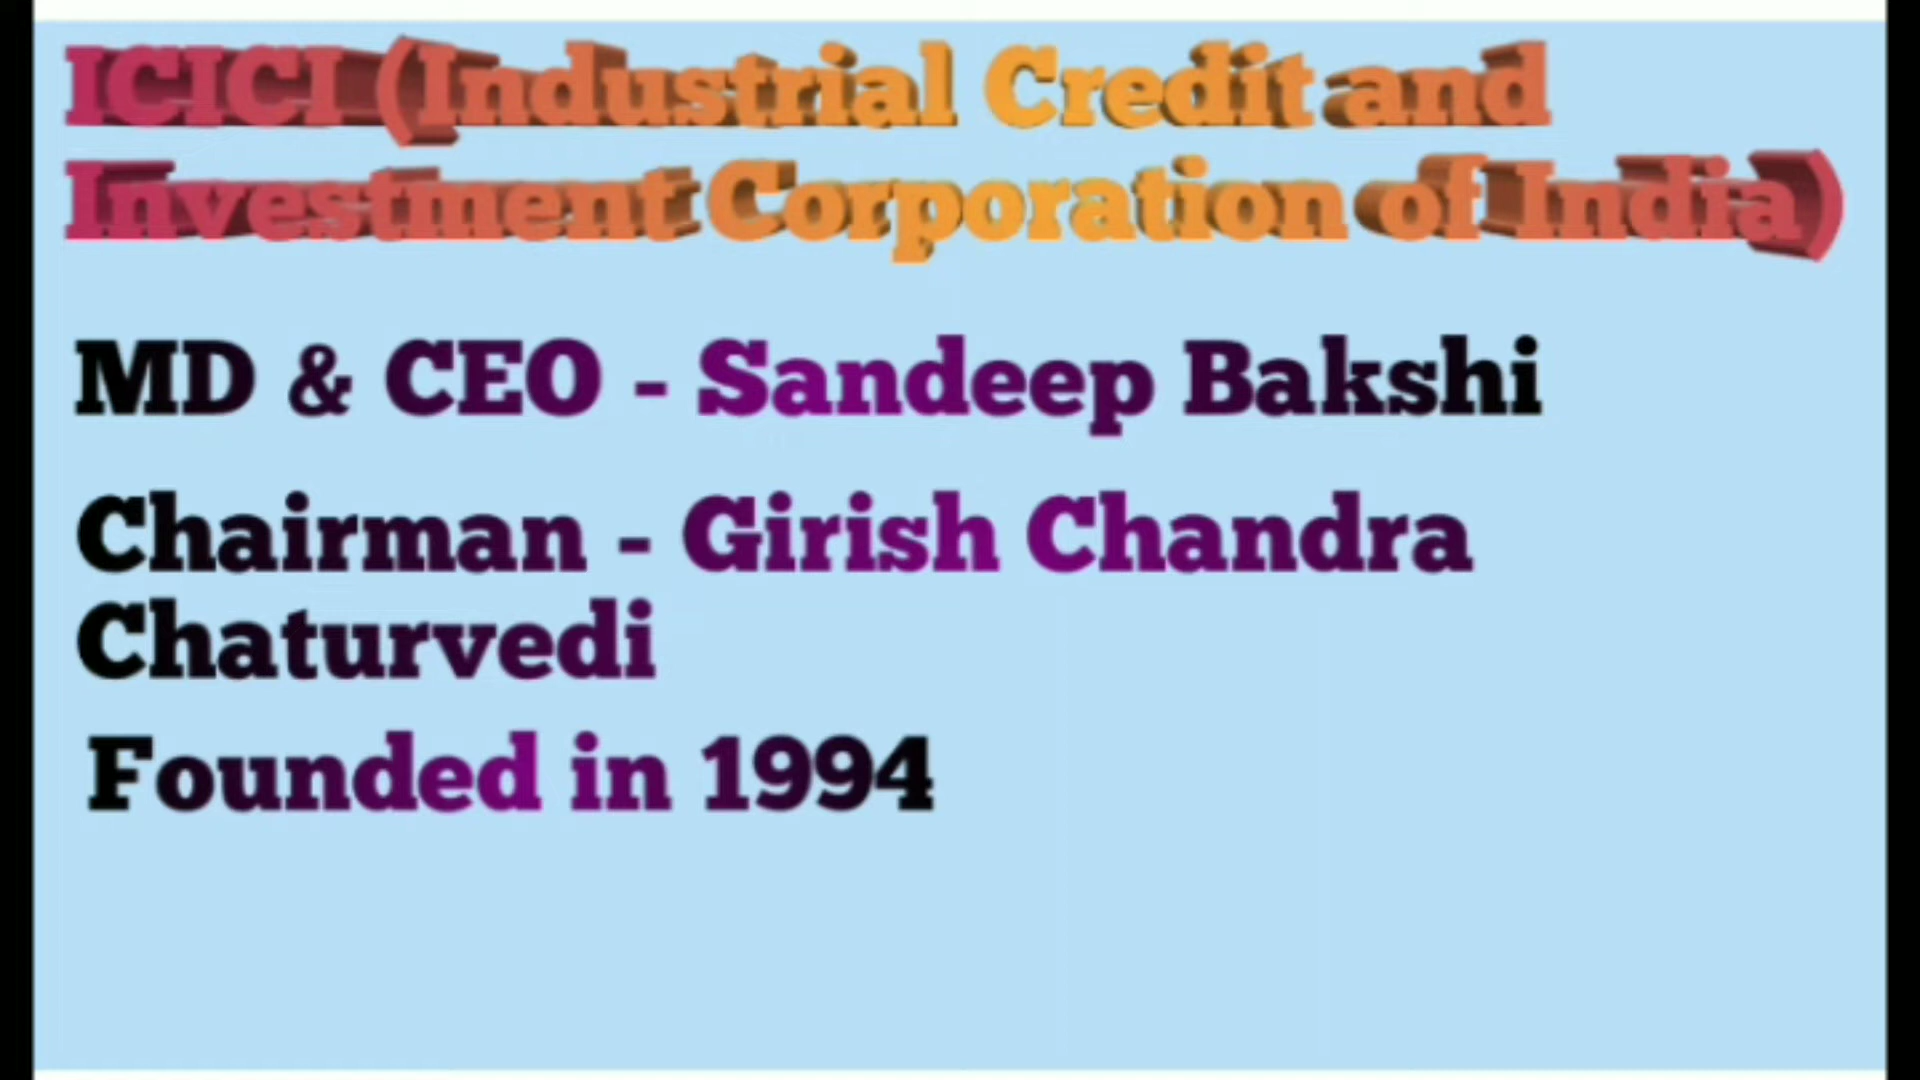 ICICI (Industrial Credit and
Investment Corporation of India)
MD & CEO - Sandeep Bakshi
Chairman - Girish Chandra
Chaturvedi
Founded in 1994